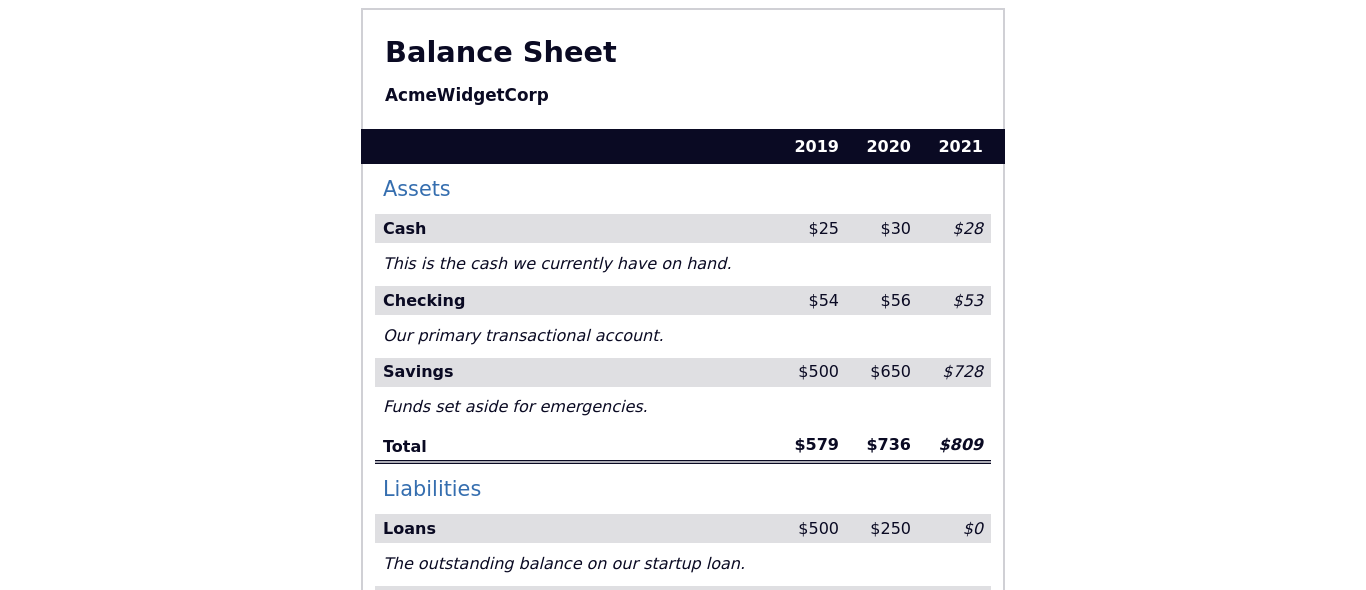 Balance Sheet
AcmeWidgetCorp
2019 2020 2021
Assets
Cash $25 $30 $28
This is the cash we currently have on hand.
Checking $54 $56 $53
Our primary transactional account.
Savings $500 $650 $728
Funds set aside for emergencies.
Total $579 $736 $809
Liabilities
Loans $500 $250 $0
The outstanding balance on our startup loan.